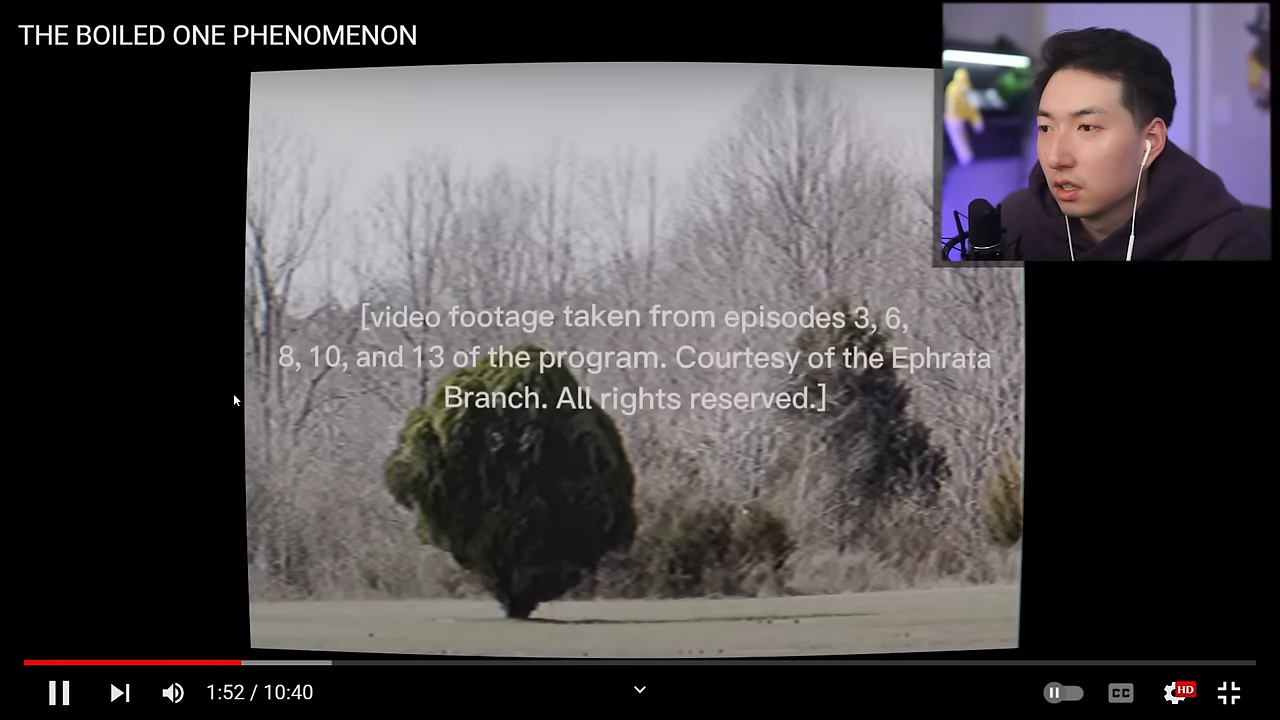 THE BOILED ONE PHENOMENON
[video footage taken from episodes 3, 6,
8, 10, and 13 of the program. Courtesy of the Ephrata
Branch. All rights reserved.]
1:52 / 10:40
CC
HD